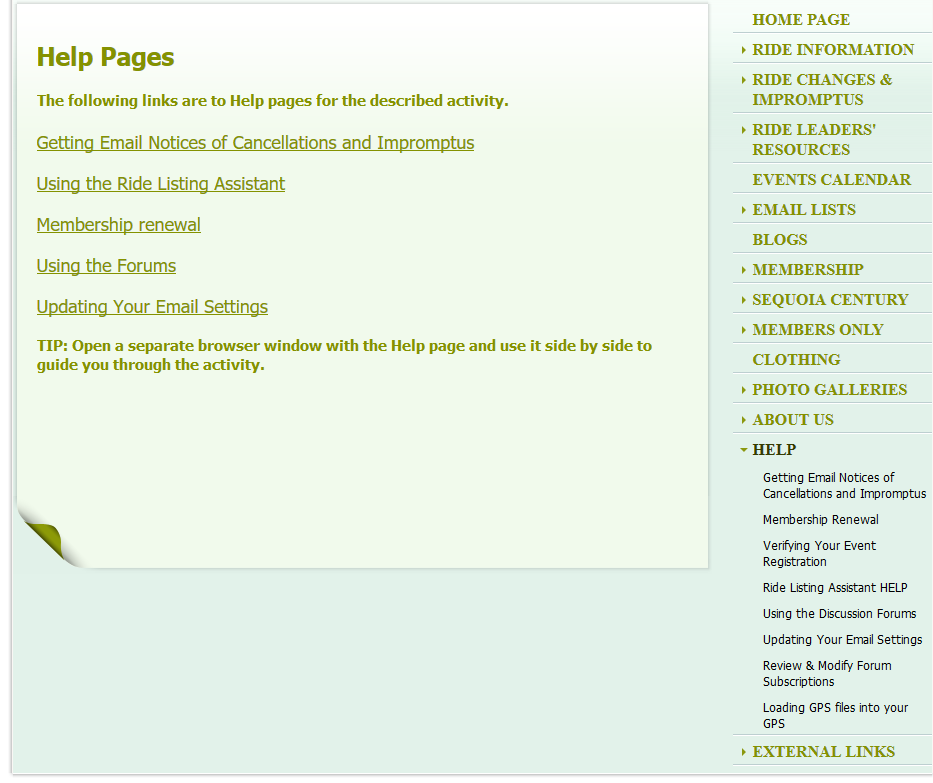 Help Pages
The following links are to Help pages for the described activity.
Getting Email Notices of Cancellations and Impromptus
Using the Ride Listing Assistant
Membership renewal
Using the Forums
Updating Your Email Settings
TIP: Open a separate browser window with the Help page and use it side by side to
guide you through the activity.
HOME PAGE
RIDE INFORMATION
RIDE CHANGES &
IMPROMPTUS
RIDE LEADERS'
RESOURCES
EVENTS CALENDAR
EMAIL LISTS
BLOGS
MEMBERSHIP
SEQUOIA CENTURY
MEMBERS ONLY
CLOTHING
PHOTO GALLERIES
ABOUT US
HELP
Getting Email Notices of
Cancellations and Impromptus
Membership Renewal
Verifying Your Event
Registration
Ride Listing Assistant HELP
Using the Discussion Forums
Updating Your Email Settings
Review & Modify Forum
Subscriptions
Loading GPS files into your
GPS
EXTERNAL LINKS